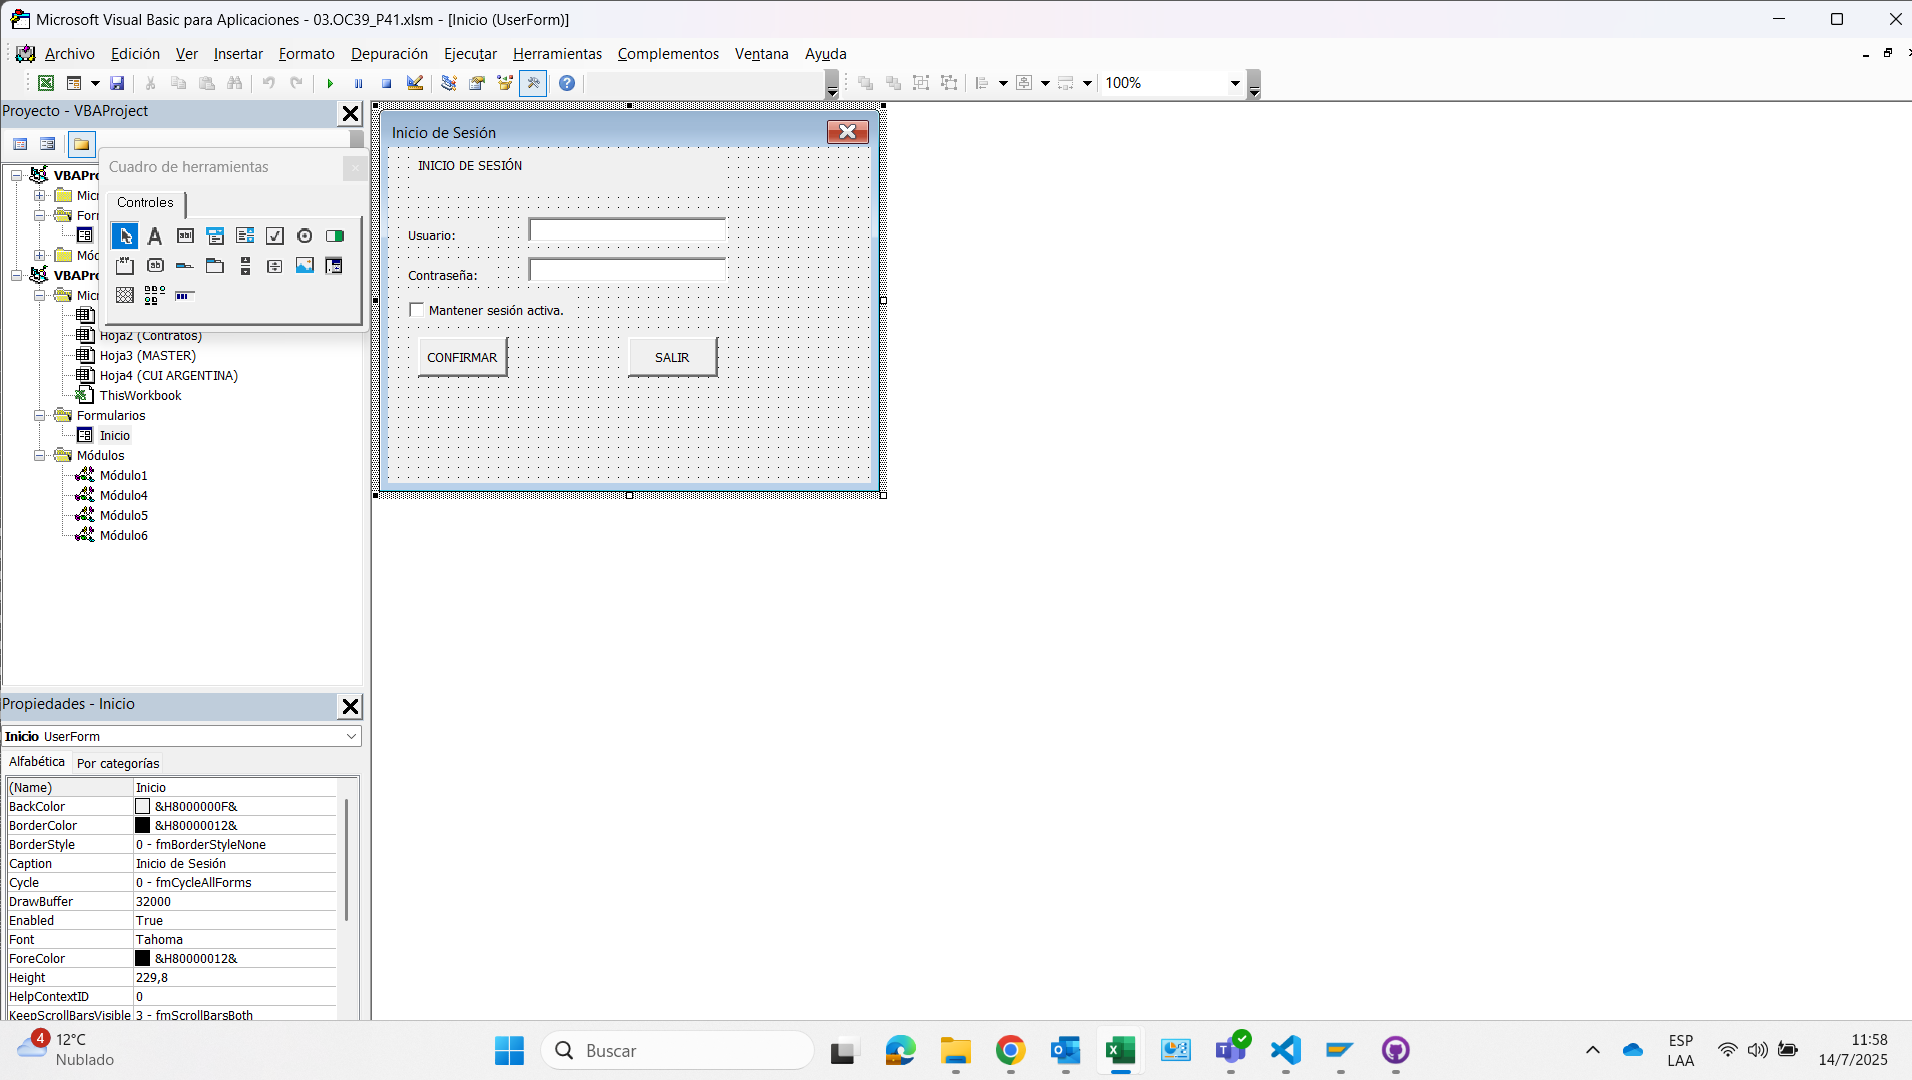 Microsoft Visual Basic para Aplicaciones - 03.OC39_P41.xlsm - [Inicio (UserForm)]
Archivo Edición Ver Insertar Formato Depuración Ejecutar Herramientas Complementos Ventana Ayuda
100%
Proyecto - VBAProject
Cuadro de herramientas
Controles
VBAPro
Micr
Forr
Mód
VBAPro
Micr
Hoja2 (Contratos)
Hoja3 (MASTER)
Hoja4 (CUI ARGENTINA)
ThisWorkbook
Formularios
Inicio
Módulos
Módulo1
Módulo4
Módulo5
Módulo6
Inicio de Sesión
INICIO DE SESIÓN
Usuario:
Contraseña:
Mantener sesión activa.
CONFIRMAR SALIR
Propiedades - Inicio
Inicio UserForm
Alfabética Por categorías
(Name) Inicio
BackColor &H8000000F&
BorderColor &H80000012&
BorderStyle 0 - fmBorderStyleNone
Caption Inicio de Sesión
Cycle 0 - fmCycleAllForms
DrawBuffer 32000
Enabled True
Font Tahoma
ForeColor &H80000012&
Height 229,8
HelpContextID 0
KeepScrollBarsVisible 3 - fmScrollBarsBoth
4
12°C
Nublado
Buscar
ESP
LAA
11:58
14/7/2025